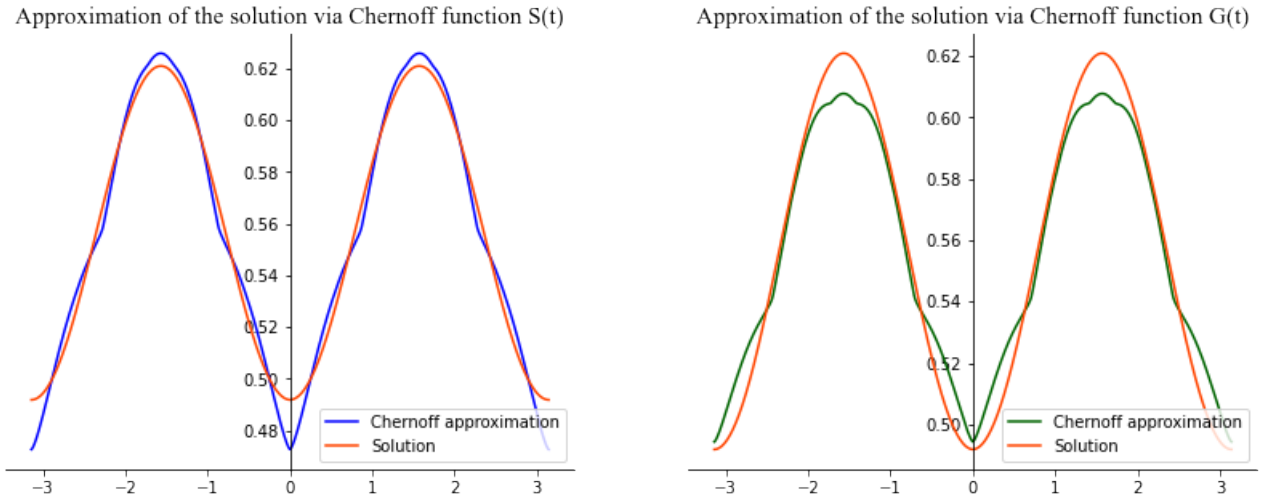 Approximation of the solution via Chernoff function S(t)
0.62
0.60
0.58
0.56
0.54
0.52
0.50
0.48
Chernoff approximation
Solution
−3 −2 −1 0 1 2 3
Approximation of the solution via Chernoff function G(t)
0.62
0.60
0.58
0.56
0.54
0.52
0.50
Chernoff approximation
Solution
−3 −2 −1 0 1 2 3